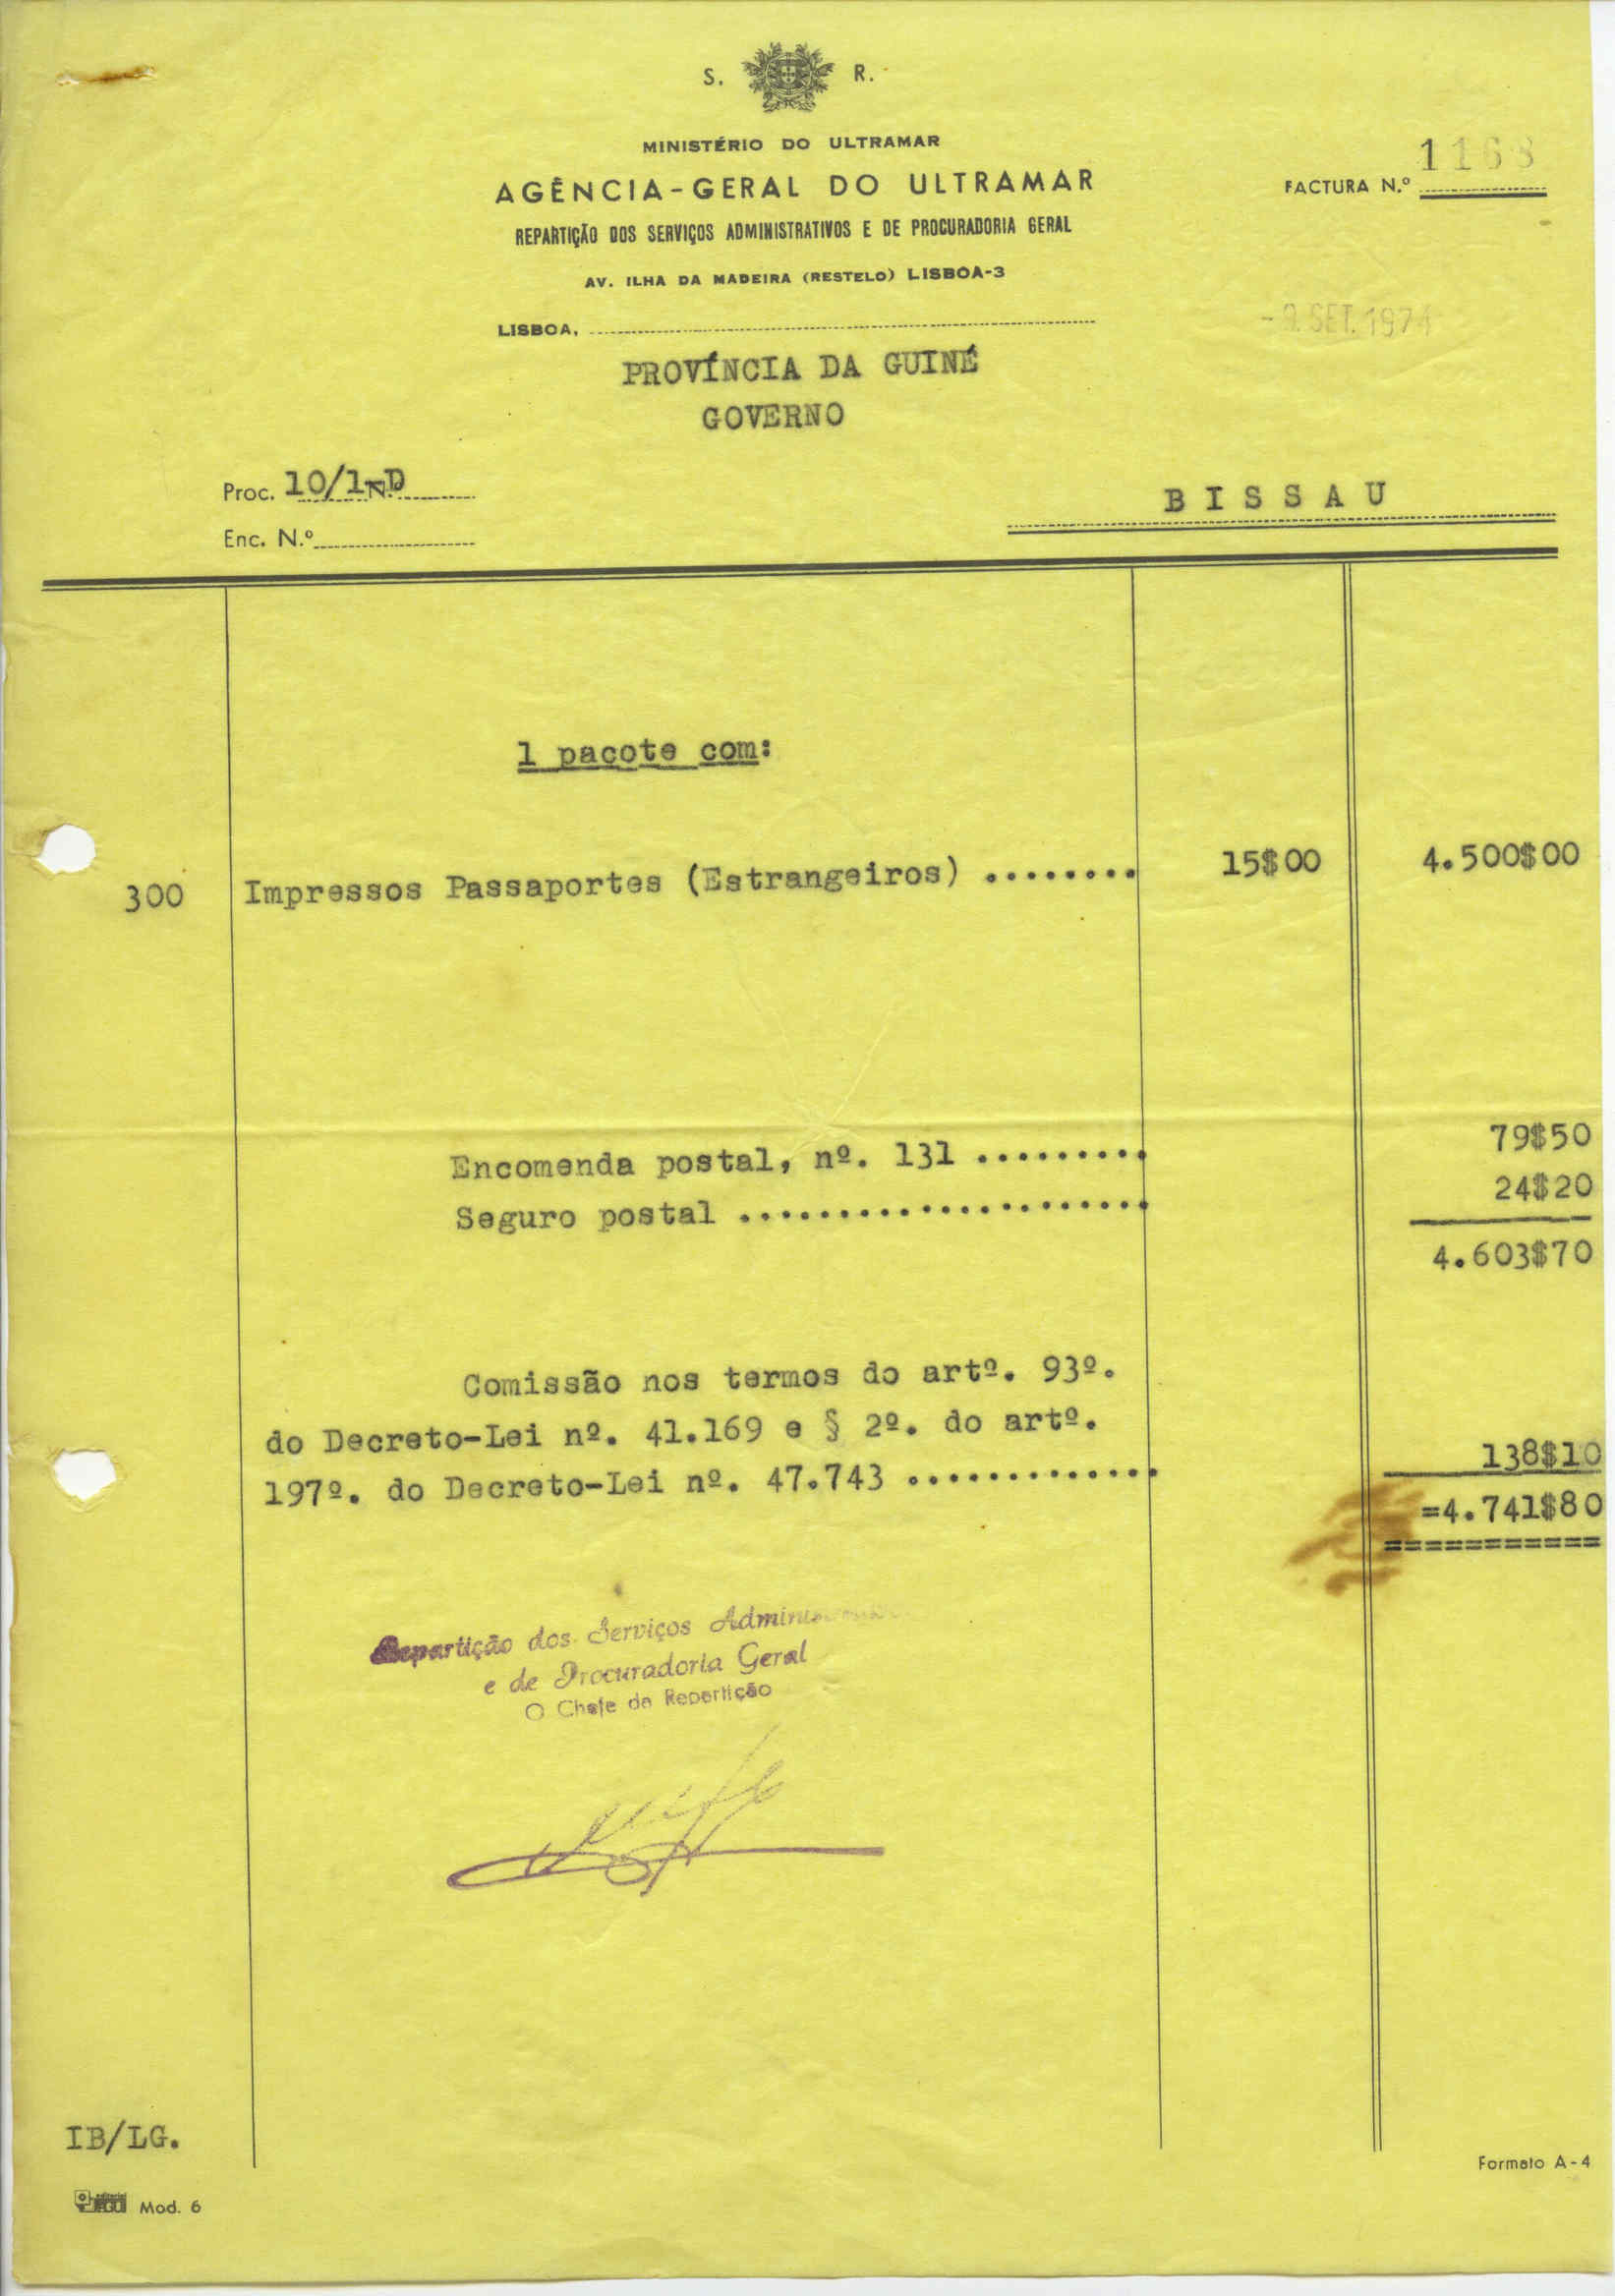 S. R.
MINISTÉRIO DO ULTRAMAR
AGÊNCIA-GERAL DO ULTRAMAR
REPARTIÇÃO DOS SERVIÇOS ADMINISTRATIVOS E DE PROCURADORIA GERAL
AV. ILHA DA MADEIRA (RESTELO) LISBOA-3
FACTURA N.º 1168
LISBOA,
- 9. SET. 1974
PROVÍNCIA DA GUINÉ
GOVERNO
Proc. 10/1-D
Enc. N.º
B I S S A U
1 pacote com:
300 Impressos Passaportes (Estrangeiros) ........ 15$00 4.500$00
Encomenda postal, nº. 131 ......... 79$50
Seguro postal ..................... 24$20
4.603$70
Comissão nos termos do artº. 93º.
do Decreto-Lei nº. 41.169 e § 2º. do artº.
197º. do Decreto-Lei nº. 47.743 ............. 138$10
=4.741$80
===========
Repartição dos Serviços
e de Procuradoria Geral
O Chefe da Repartição
IB/LG.
Mod. 6
Formato A-4